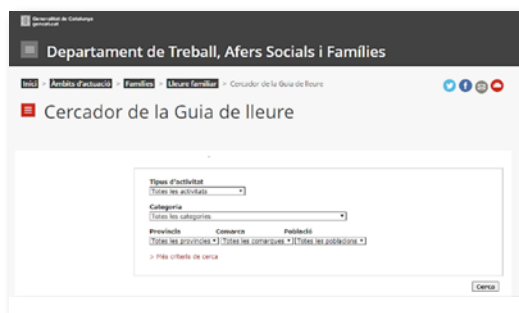 Generalitat de Catalunya
gencat.cat
Departament de Treball, Afers Socials i Famílies
Inici > Àmbits d'actuació > Famílies > Lleure familiar > Cercador de la Guia de lleure
Cercador de la Guia de lleure
Tipus d'activitat
Totes les activitats
Categoria
Totes les categories
Província Comarca Població
Totes les províncies Totes les comarques Totes les poblacions
> Més criteris de cerca
Cerca